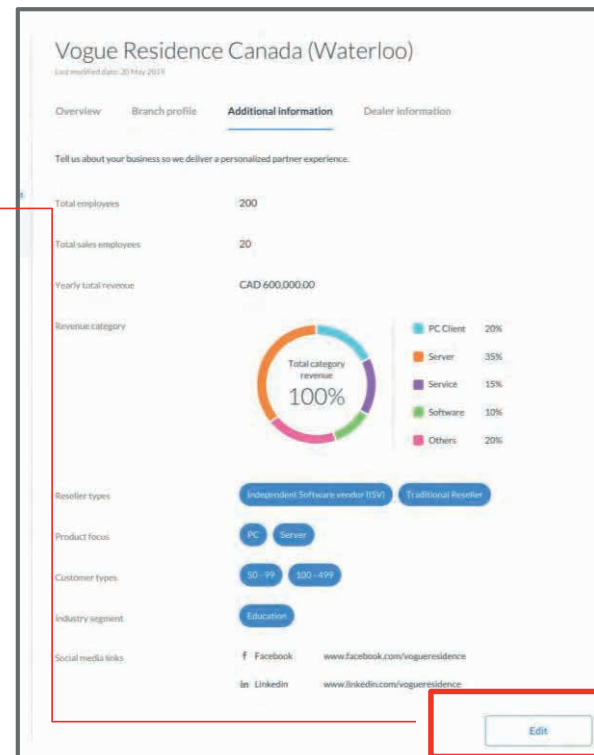 Vogue Residence Canada (Waterloo)
Last modified date: 20 May 2019
Overview Branch profile Additional information Dealer information
Tell us about your business so we deliver a personalized partner experience.
Total employees 200
Total sales employees 20
Yearly total revenue CAD 600,000.00
Revenue category
Total category
revenue
100%
PC Client 20%
Server 35%
Service 15%
Software 10%
Others 20%
Reseller types Independent Software vendor (ISV) Traditional Reseller
Product focus PC Server
Customer types 50 - 99 100 - 499
Industry segment Education
Social media links f Facebook www.facebook.com/vogueresidence
in Linkedin www.linkedin.com/vogueresidence
Edit